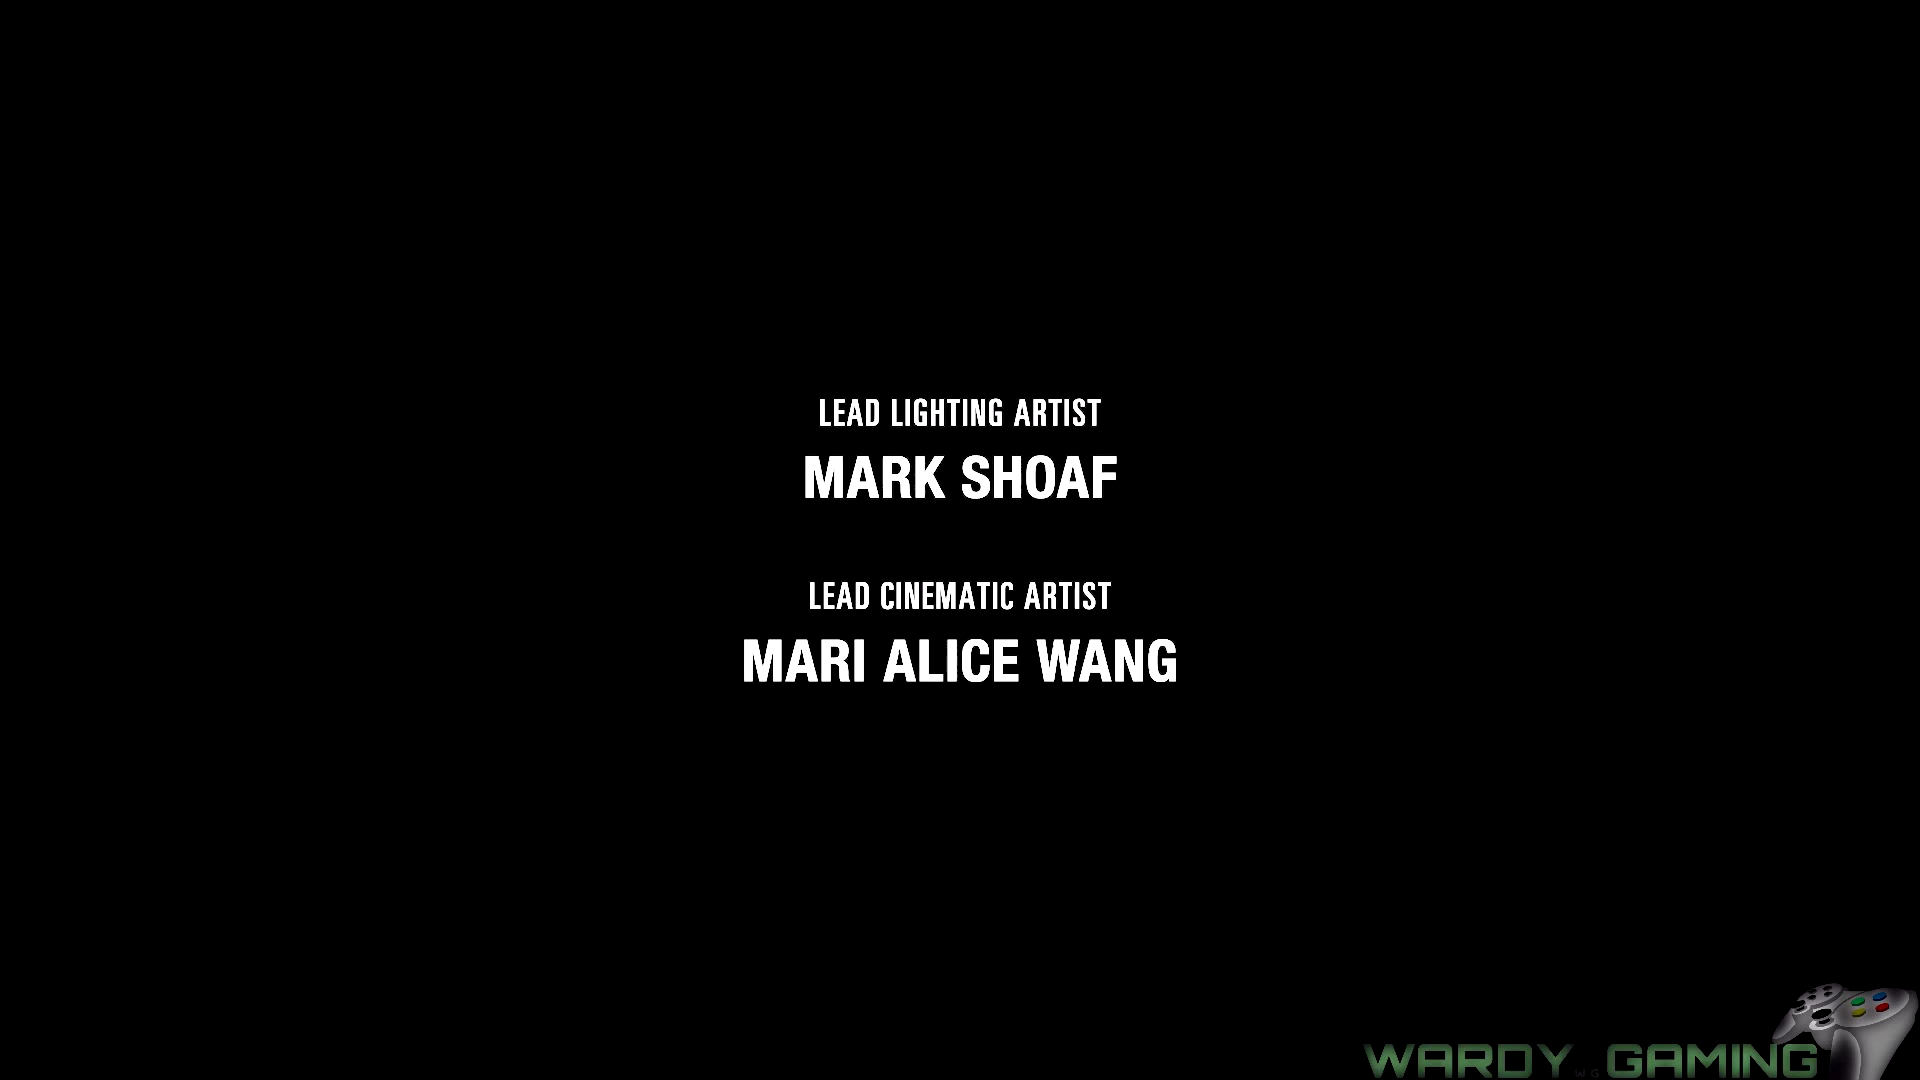 LEAD LIGHTING ARTIST
MARK SHOAF
LEAD CINEMATIC ARTIST
MARI ALICE WANG
WARDY GAMING